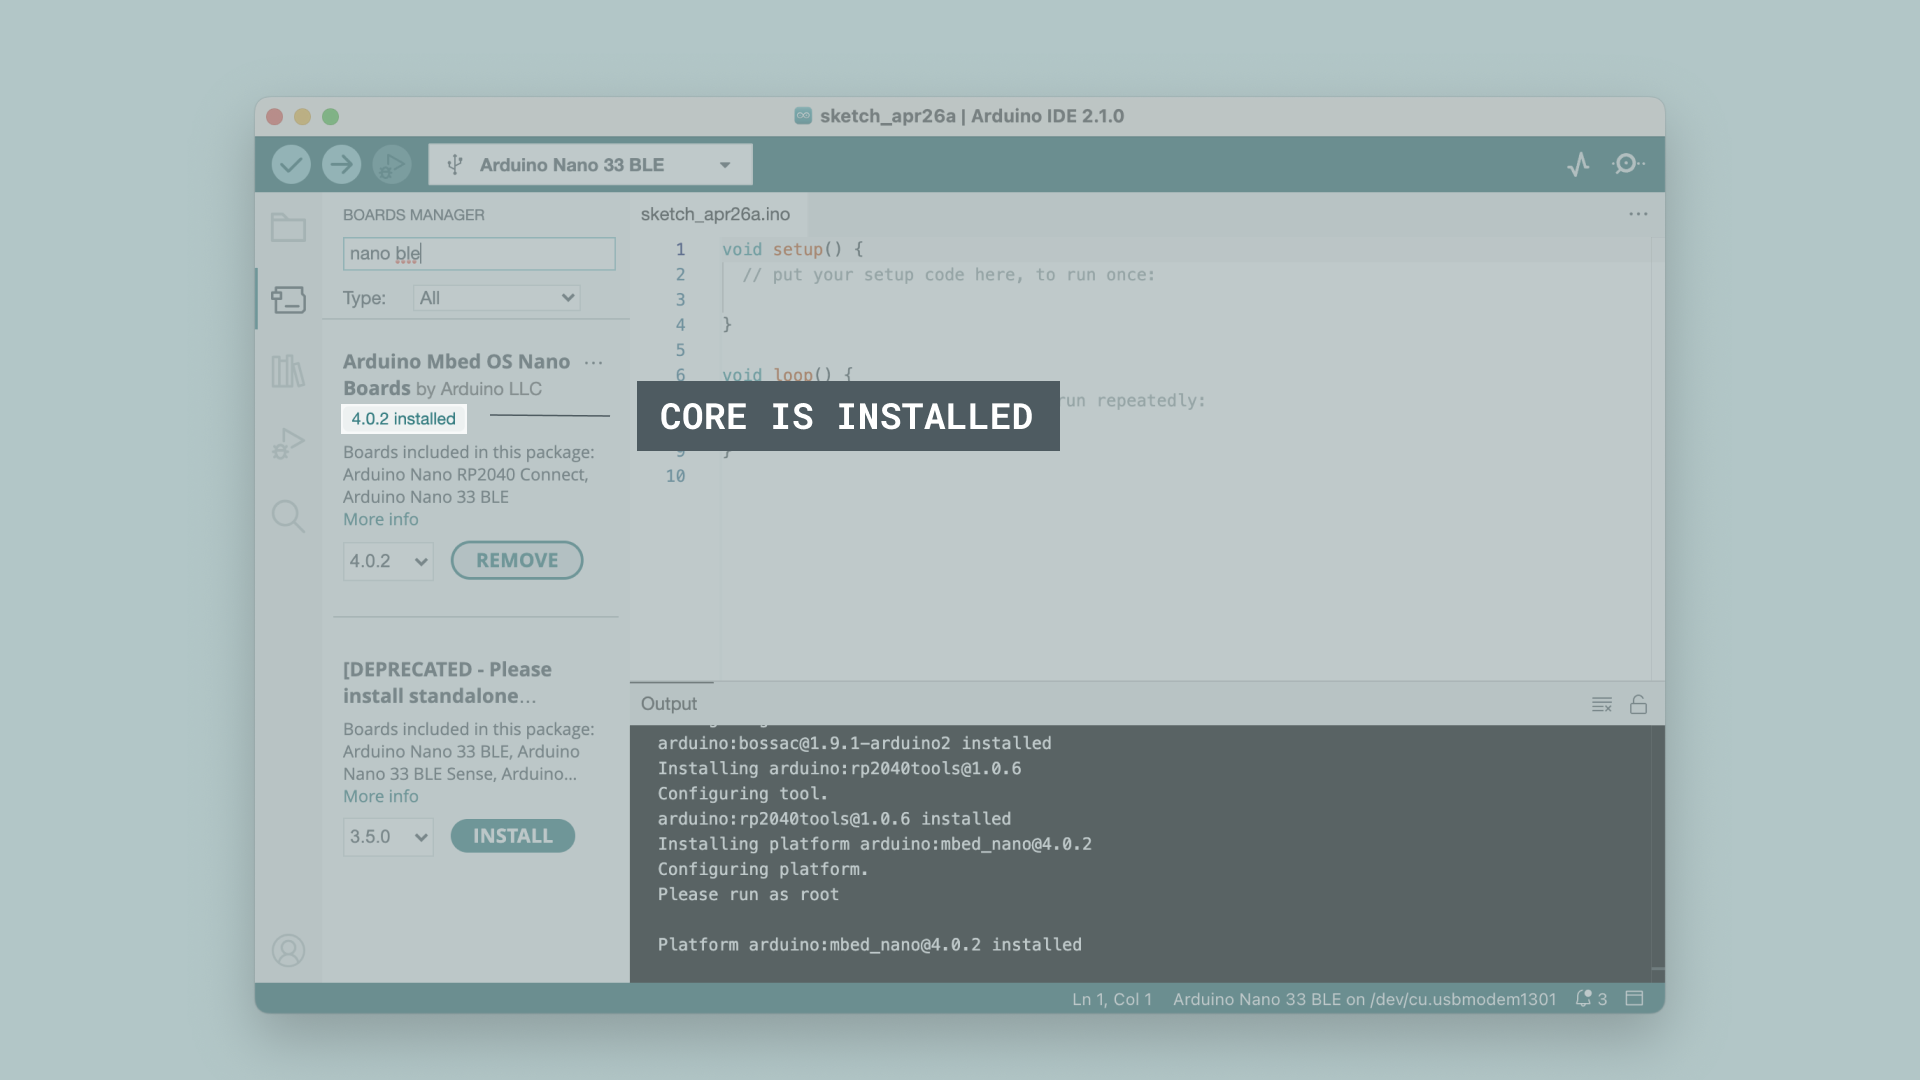 sketch_apr26a | Arduino IDE 2.1.0
Arduino Nano 33 BLE
BOARDS MANAGER
nano ble
Type: All
Arduino Mbed OS Nano ...
Boards by Arduino LLC
4.0.2 installed
Boards included in this package:
Arduino Nano RP2040 Connect,
Arduino Nano 33 BLE
More info
4.0.2 REMOVE
[DEPRECATED - Please
install standalone...
Boards included in this package:
Arduino Nano 33 BLE, Arduino
Nano 33 BLE Sense, Arduino...
More info
3.5.0 INSTALL
sketch_apr26a.ino ...
1 void setup() {
2 // put your setup code here, to run once:
3
4 }
5
6 void loop() {
run repeatedly:
CORE IS INSTALLED
9 }
10
Output
arduino:bossac@1.9.1-arduino2 installed
Installing arduino:rp2040tools@1.0.6
Configuring tool.
arduino:rp2040tools@1.0.6 installed
Installing platform arduino:mbed_nano@4.0.2
Configuring platform.
Please run as root
Platform arduino:mbed_nano@4.0.2 installed
Ln 1, Col 1 Arduino Nano 33 BLE on /dev/cu.usbmodem1301 3